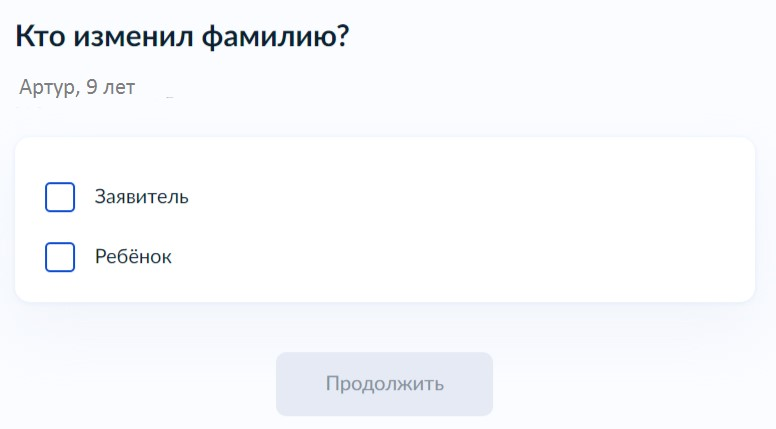 Кто изменил фамилию?
Артур, 9 лет
Заявитель
Ребёнок
Продолжить